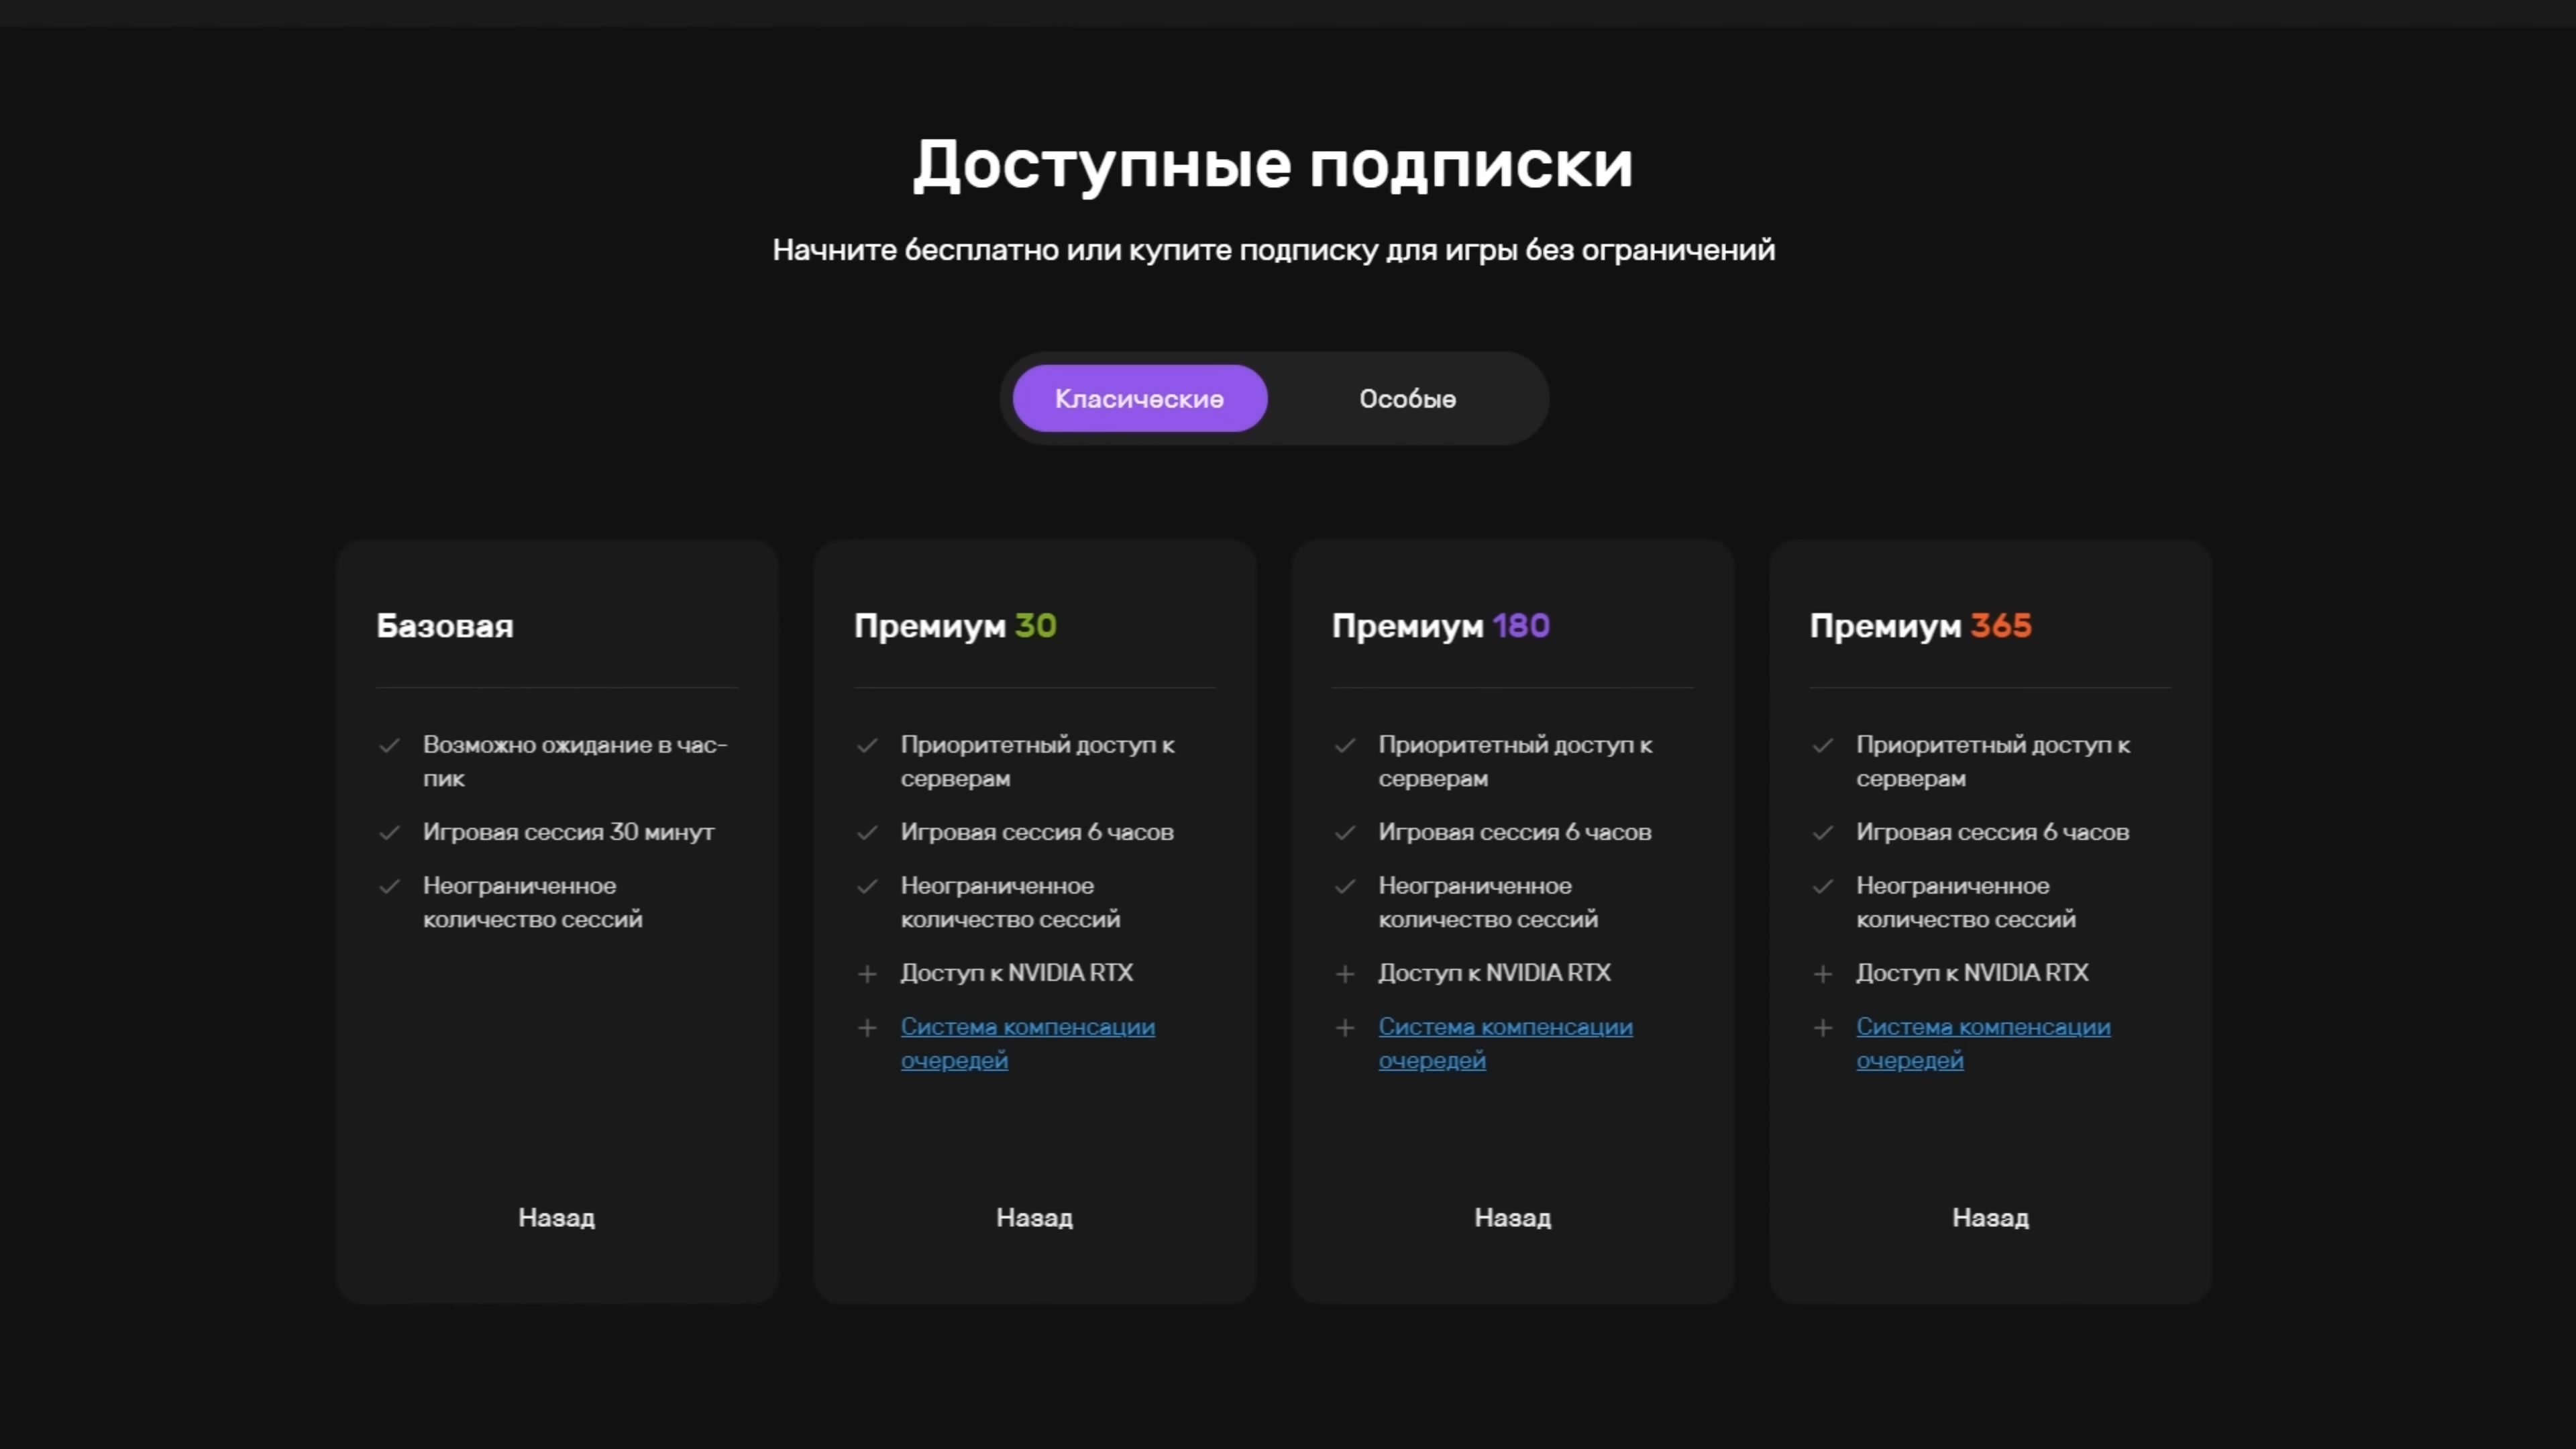 Доступные подписки
Начните бесплатно или купите подписку для игры без ограничений
Класические
Особые
Базовая
Возможно ожидание в час-
пик
Игровая сессия 30 минут
Неограниченное
количество сессий
Назад
Премиум 30
Приоритетный доступ к
серверам
Игровая сессия 6 часов
Неограниченное
количество сессий
Доступ к NVIDIA RTX
Система компенсации
очередей
Назад
Премиум 180
Приоритетный доступ к
серверам
Игровая сессия 6 часов
Неограниченное
количество сессий
Доступ к NVIDIA RTX
Система компенсации
очередей
Назад
Премиум 365
Приоритетный доступ к
серверам
Игровая сессия 6 часов
Неограниченное
количество сессий
Доступ к NVIDIA RTX
Система компенсации
очередей
Назад